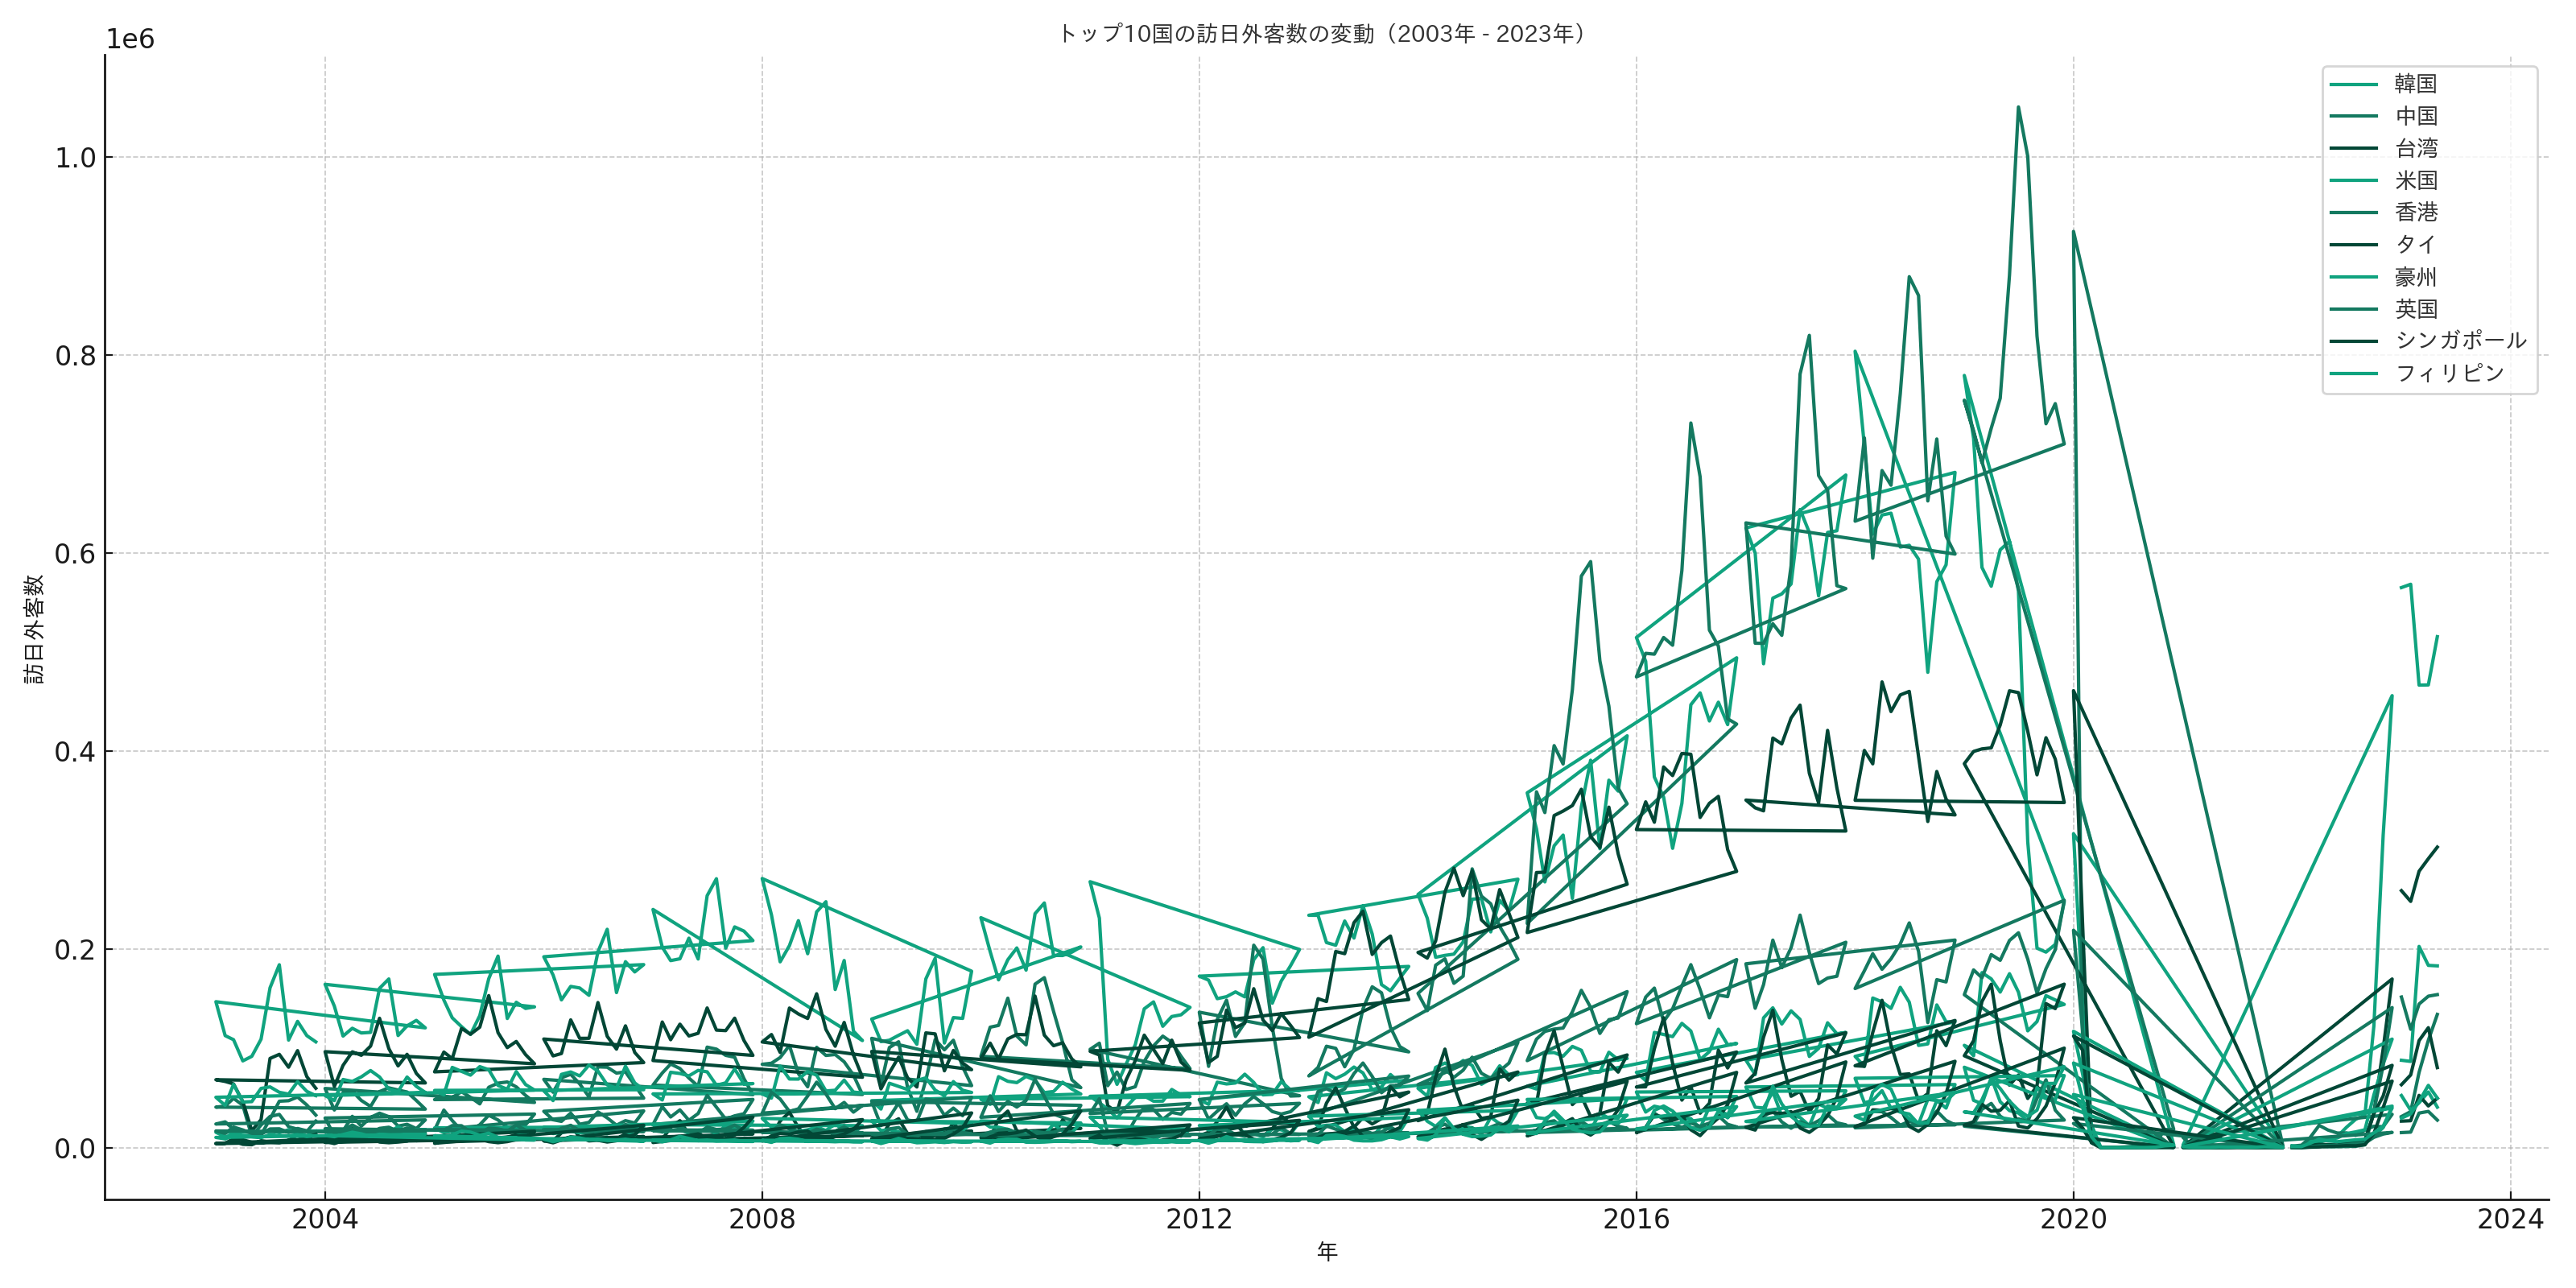 トップ10国の訪日外客数の変動（2003年 - 2023年）
1e6
1.0
0.8
0.6
0.4
0.2
0.0
訪日外客数
2004
2008
2012
2016
2020
2024
年
韓国
中国
台湾
米国
香港
タイ
豪州
英国
シンガポール
フィリピン